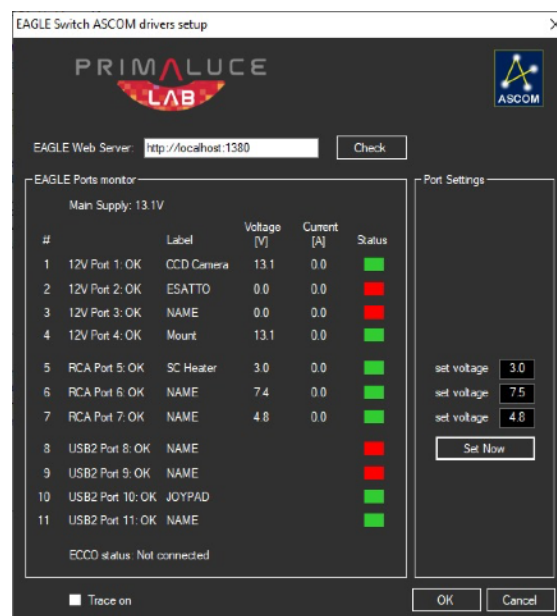 EAGLE Switch ASCOM drivers setup
PRIMALUCE
LAB
ASCOM
EAGLE Web Server: http://localhost:1380 Check
EAGLE Ports monitor
Port Settings
Main Supply: 13.1V
# Label Voltage [V] Current [A] Status
1 12V Port 1: OK CCD Camera 13.1 0.0
2 12V Port 2: OK ESATTO 0.0 0.0
3 12V Port 3: OK NAME 0.0 0.0
4 12V Port 4: OK Mount 13.1 0.0
5 RCA Port 5: OK SC Heater 3.0 0.0 set voltage 3.0
6 RCA Port 6: OK NAME 7.4 0.0 set voltage 7.5
7 RCA Port 7: OK NAME 4.8 0.0 set voltage 4.8
Set Now
8 USB2 Port 8: OK NAME
9 USB2 Port 9: OK NAME
10 USB2 Port 10: OK JOYPAD
11 USB2 Port 11: OK NAME
ECCO status: Not connected
Trace on OK Cancel